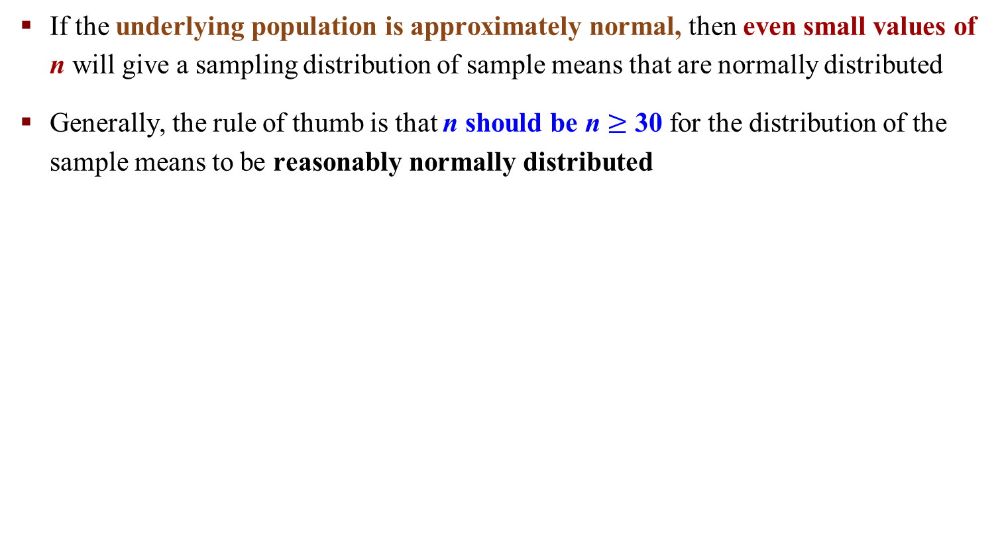 ▪ If the underlying population is approximately normal, then even small values of
n will give a sampling distribution of sample means that are normally distributed
▪ Generally, the rule of thumb is that n should be n ≥ 30 for the distribution of the
sample means to be reasonably normally distributed